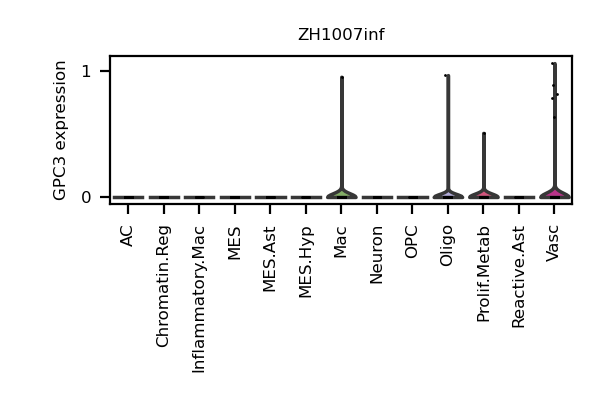 ZH1007inf
GPC3 expression
1
0
AC
Chromatin.Reg
Inflammatory.Mac
MES
MES.Ast
MES.Hyp
Mac
Neuron
OPC
Oligo
Prolif.Metab
Reactive.Ast
Vasc